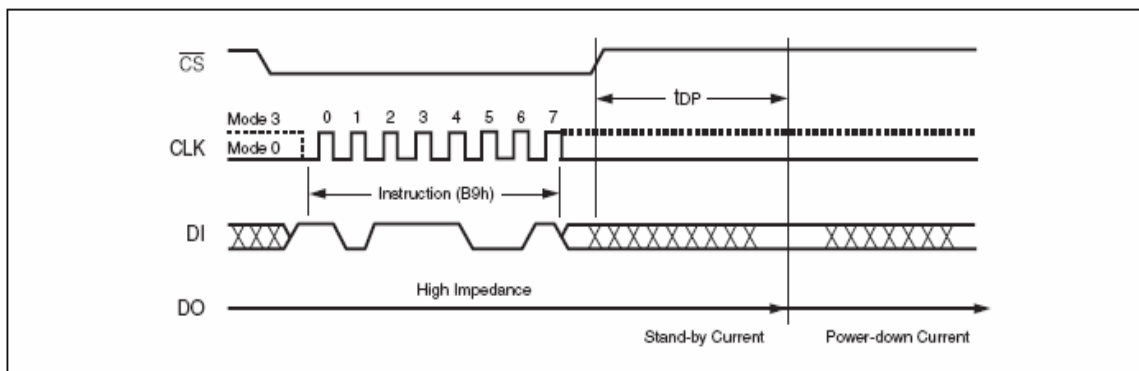 CS
tDP
Mode 3
0 1 2 3 4 5 6 7
CLK
Mode 0
Instruction (B9h)
DI
High Impedance
DO
Stand-by Current
Power-down Current